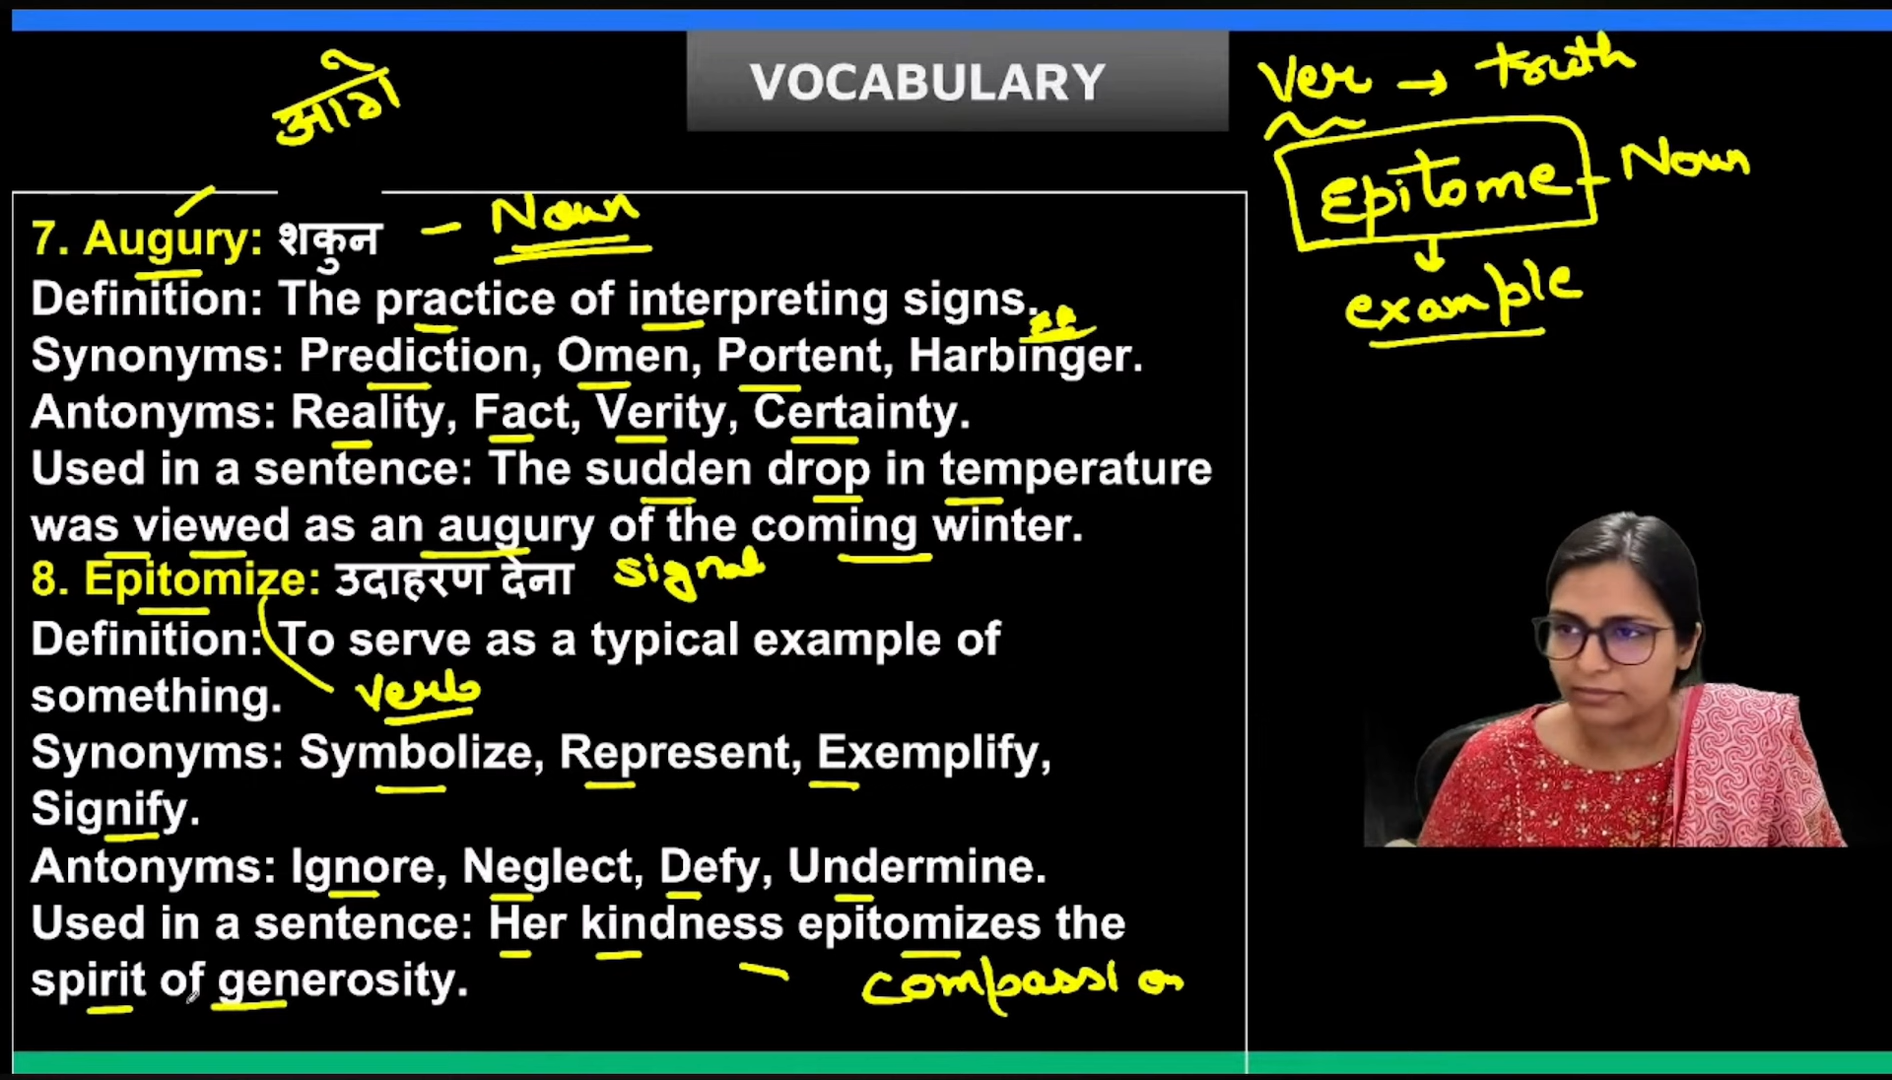 VOCABULARY
Ver → truth
आगे
Epitome - Noun
example
7. Augury: शकुन - Noun
Definition: The practice of interpreting signs.
Synonyms: Prediction, Omen, Portent, Harbinger.
Antonyms: Reality, Fact, Verity, Certainty.
Used in a sentence: The sudden drop in temperature
was viewed as an augury of the coming winter.
8. Epitomize: उदाहरण देना signal
Definition: To serve as a typical example of
something. verb
Synonyms: Symbolize, Represent, Exemplify,
Signify.
Antonyms: Ignore, Neglect, Defy, Undermine.
Used in a sentence: Her kindness epitomizes the
spirit of generosity. - compassion